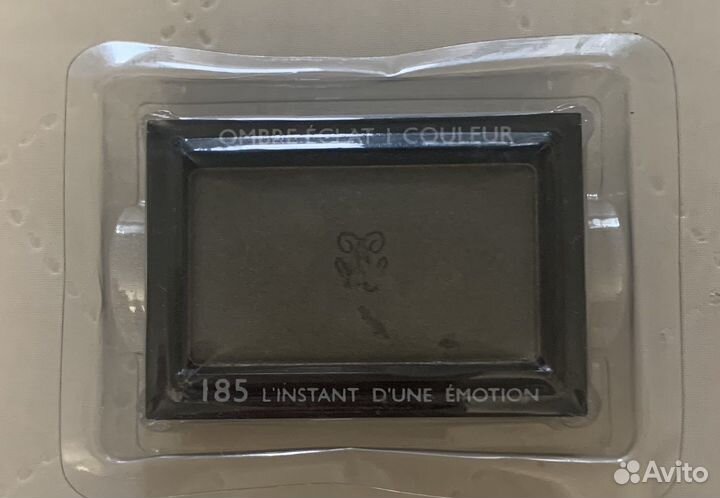 OMBRE ÉCLAT 1 COULEUR
185 L'INSTANT D'UNE ÉMOTION
Avito